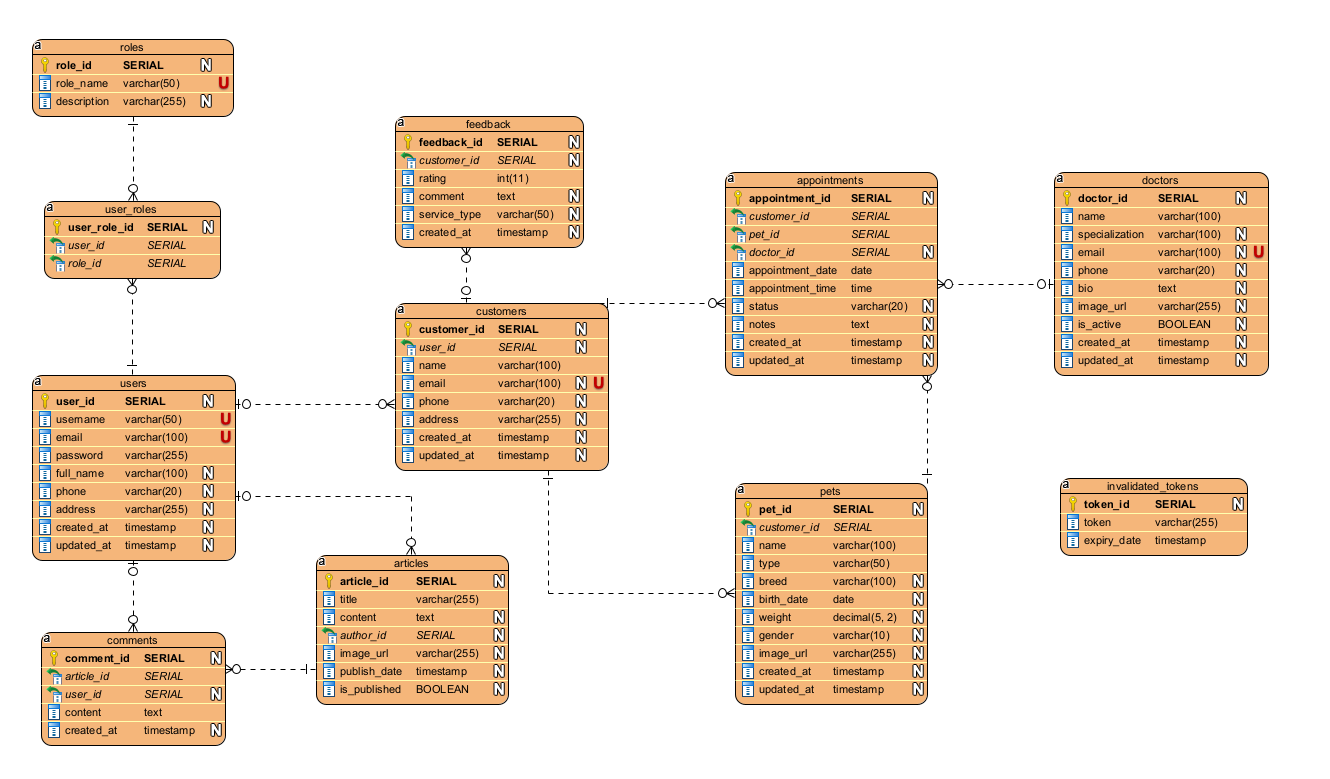 a
roles
role_id SERIAL N
role_name varchar(50) U
description varchar(255) N
a
user_roles
user_role_id SERIAL N
user_id SERIAL
role_id SERIAL
a
users
user_id SERIAL N
username varchar(50) U
email varchar(100) U
password varchar(255)
full_name varchar(100) N
phone varchar(20) N
address varchar(255) N
created_at timestamp N
updated_at timestamp N
a
comments
comment_id SERIAL N
article_id SERIAL
user_id SERIAL N
content text
created_at timestamp N
a
feedback
feedback_id SERIAL N
customer_id SERIAL N
rating int(11)
comment text N
service_type varchar(50) N
created_at timestamp N
a
customers
customer_id SERIAL N
user_id SERIAL N
name varchar(100)
email varchar(100) N U
phone varchar(20) N
address varchar(255) N
created_at timestamp N
updated_at timestamp N
a
articles
article_id SERIAL N
title varchar(255)
content text N
author_id SERIAL N
image_url varchar(255) N
publish_date timestamp N
is_published BOOLEAN N
a
appointments
appointment_id SERIAL N
customer_id SERIAL
pet_id SERIAL
doctor_id SERIAL N
appointment_date date
appointment_time time
status varchar(20) N
notes text N
created_at timestamp N
updated_at timestamp N
a
pets
pet_id SERIAL N
customer_id SERIAL
name varchar(100)
type varchar(50)
breed varchar(100) N
birth_date date N
weight decimal(5, 2) N
gender varchar(10) N
image_url varchar(255) N
created_at timestamp N
updated_at timestamp N
a
doctors
doctor_id SERIAL N
name varchar(100)
specialization varchar(100) N
email varchar(100) N U
phone varchar(20) N
bio text N
image_url varchar(255) N
is_active BOOLEAN N
created_at timestamp N
updated_at timestamp N
a
invalidated_tokens
token_id SERIAL N
token varchar(255)
expiry_date timestamp